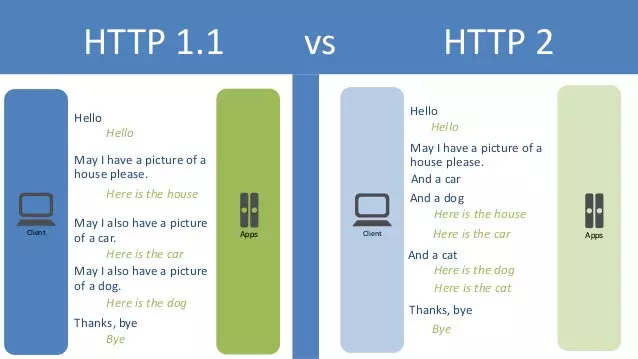 HTTP 1.1 vs HTTP 2
Hello
Hello
May I have a picture of a
house please.
Here is the house
May I also have a picture
of a car.
Here is the car
May I also have a picture
of a dog.
Here is the dog
Thanks, bye
Bye
Client
Apps
Hello
Hello
May I have a picture of a
house please.
And a car
And a dog
Here is the house
Here is the car
And a cat
Here is the dog
Here is the cat
Thanks, bye
Bye
Client
Apps